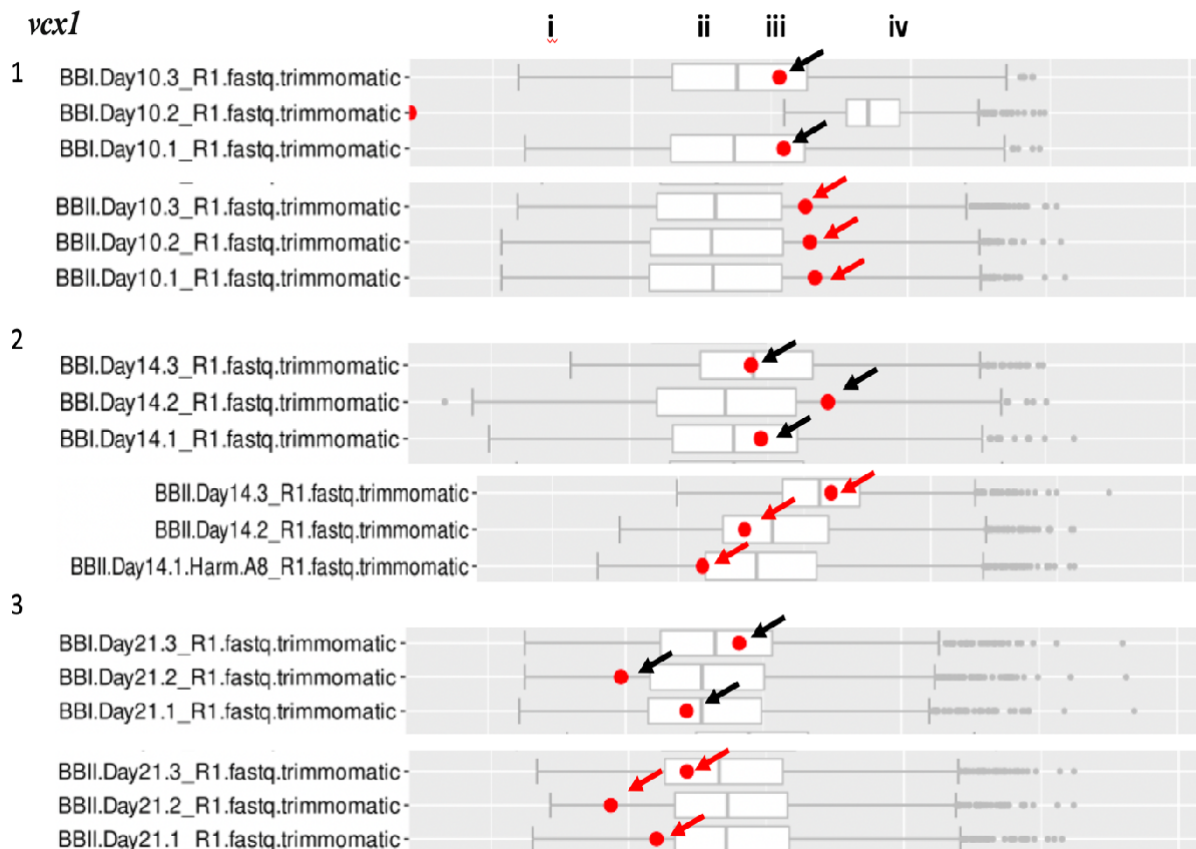 vcx1 i ii iii iv
1
BBI.Day10.3_R1.fastq.trimmomatic
BBI.Day10.2_R1.fastq.trimmomatic
BBI.Day10.1_R1.fastq.trimmomatic
BBII.Day10.3_R1.fastq.trimmomatic
BBII.Day10.2_R1.fastq.trimmomatic
BBII.Day10.1_R1.fastq.trimmomatic
2
BBI.Day14.3_R1.fastq.trimmomatic
BBI.Day14.2_R1.fastq.trimmomatic
BBI.Day14.1_R1.fastq.trimmomatic
BBII.Day14.3_R1.fastq.trimmomatic
BBII.Day14.2_R1.fastq.trimmomatic
BBII.Day14.1.Harm.A8_R1.fastq.trimmomatic
3
BBI.Day21.3_R1.fastq.trimmomatic
BBI.Day21.2_R1.fastq.trimmomatic
BBI.Day21.1_R1.fastq.trimmomatic
BBII.Day21.3_R1.fastq.trimmomatic
BBII.Day21.2_R1.fastq.trimmomatic
BBII.Day21.1 R1.fastq.trimmomatic